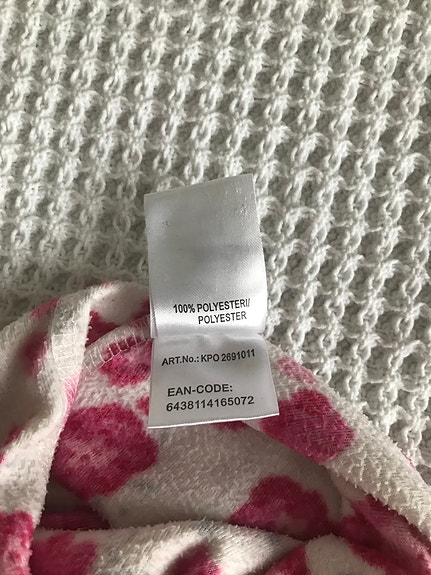 100% POLYESTERI/
POLYESTER
ART.No.: KPO 2691011
EAN-CODE:
6438114165072